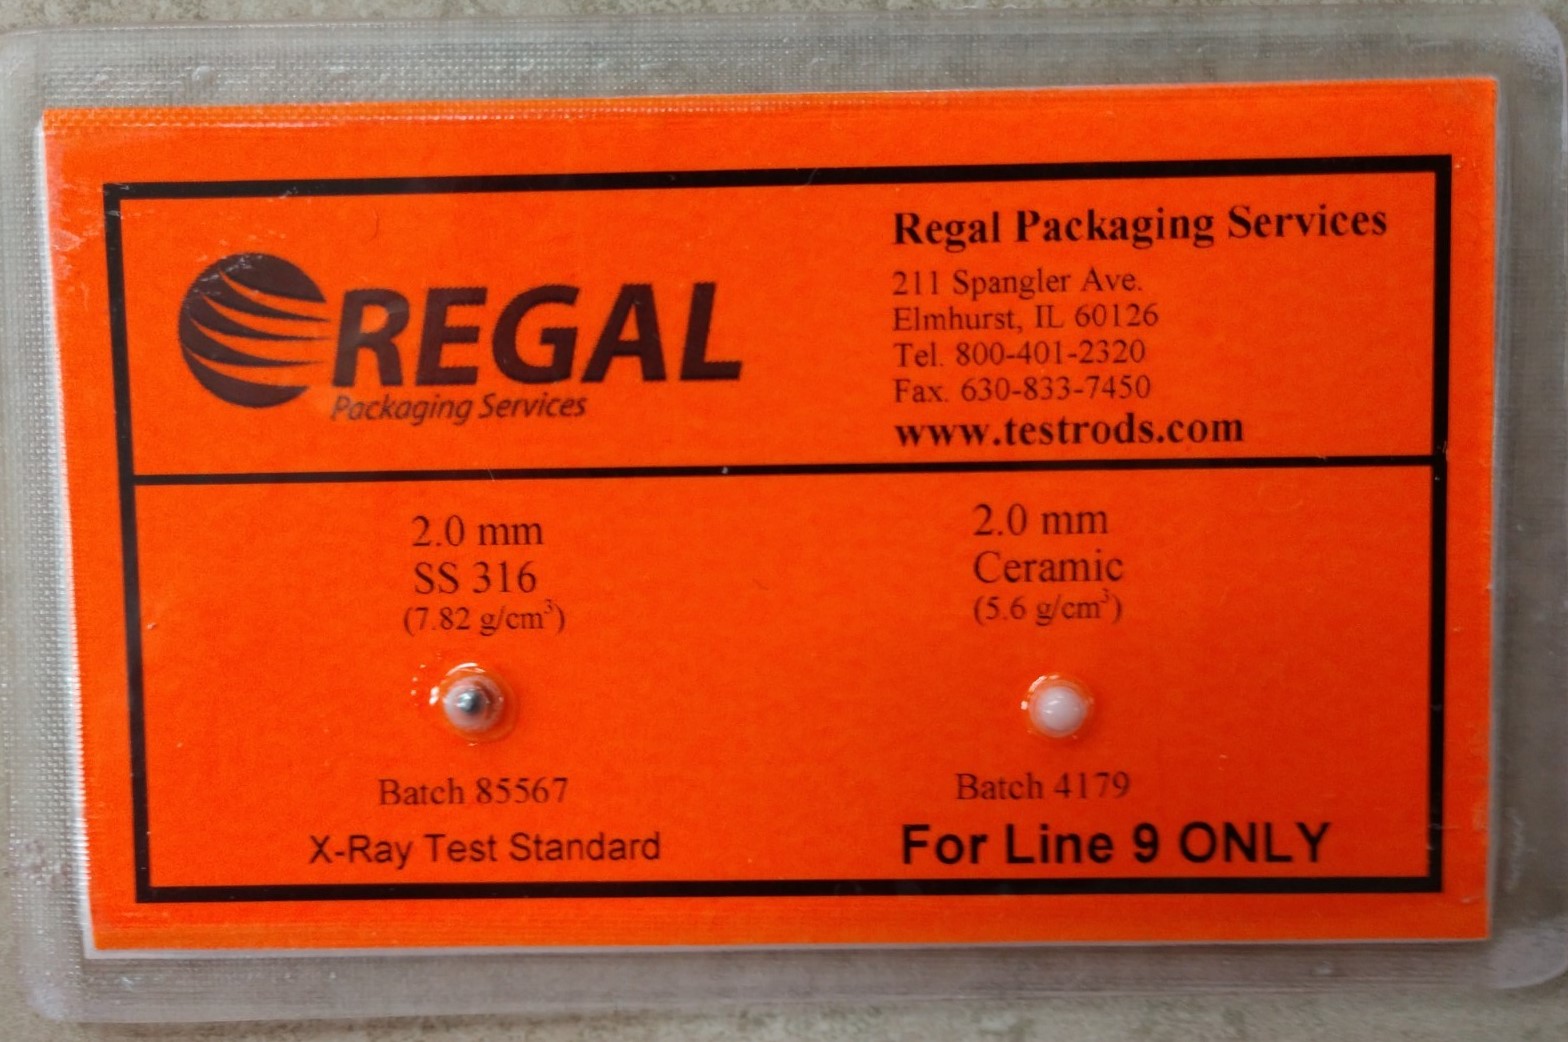 REGAL
Packaging Services
Regal Packaging Services
211 Spangler Ave.
Elmhurst, IL 60126
Tel. 800-401-2320
Fax. 630-833-7450
www.testrods.com
2.0 mm
SS 316
(7.82 g/cm³)
Batch 85567
X-Ray Test Standard
2.0 mm
Ceramic
(5.6 g/cm³)
Batch 4179
For Line 9 ONLY